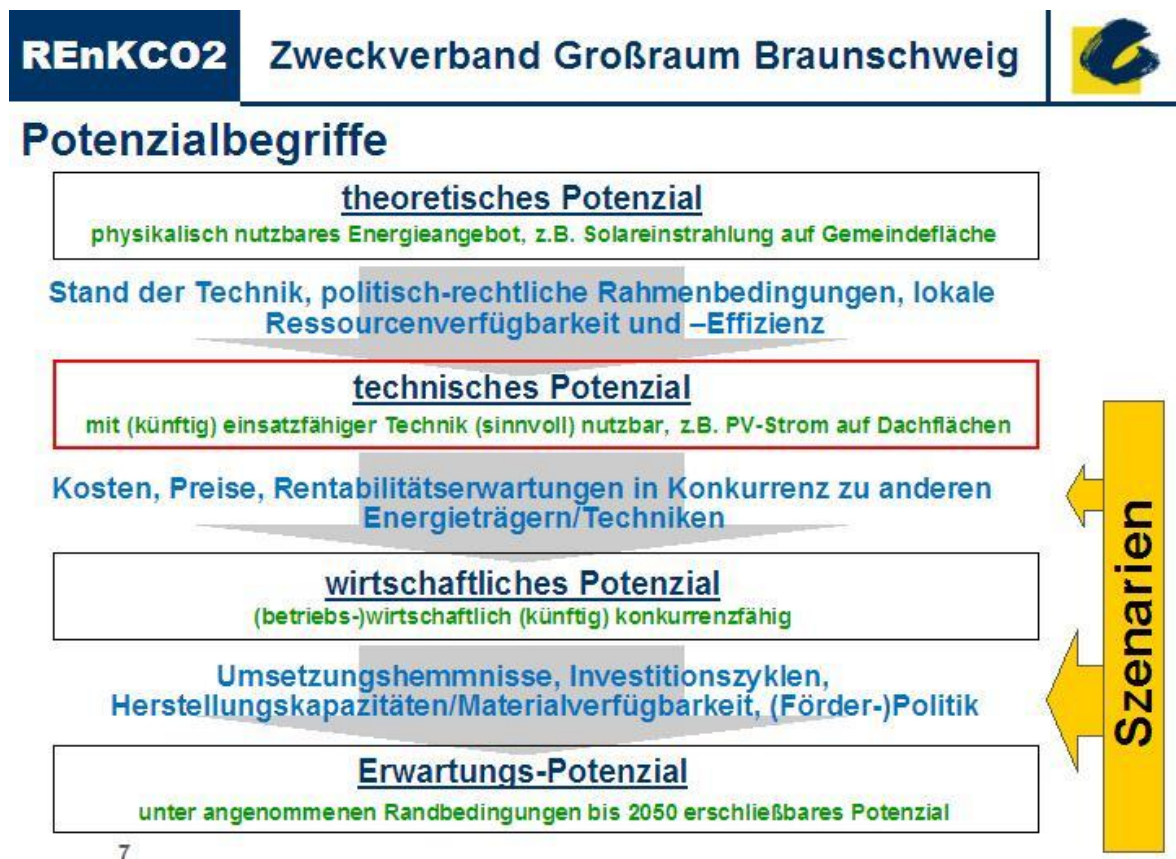 REnKCO2
Zweckverband Großraum Braunschweig
Potenzialbegriffe
theoretisches Potenzial
physikalisch nutzbares Energieangebot, z.B. Solareinstrahlung auf Gemeindefläche
Stand der Technik, politisch-rechtliche Rahmenbedingungen, lokale
Ressourcenverfügbarkeit und –Effizienz
technisches Potenzial
mit (künftig) einsatzfähiger Technik (sinnvoll) nutzbar, z.B. PV-Strom auf Dachflächen
Kosten, Preise, Rentabilitätserwartungen in Konkurrenz zu anderen
Energieträgern/Techniken
wirtschaftliches Potenzial
(betriebs-)wirtschaftlich (künftig) konkurrenzfähig
Umsetzungshemmnisse, Investitionszyklen,
Herstellungskapazitäten/Materialverfügbarkeit, (Förder-)Politik
Erwartungs-Potenzial
unter angenommenen Randbedingungen bis 2050 erschließbares Potenzial
Szenarien
7